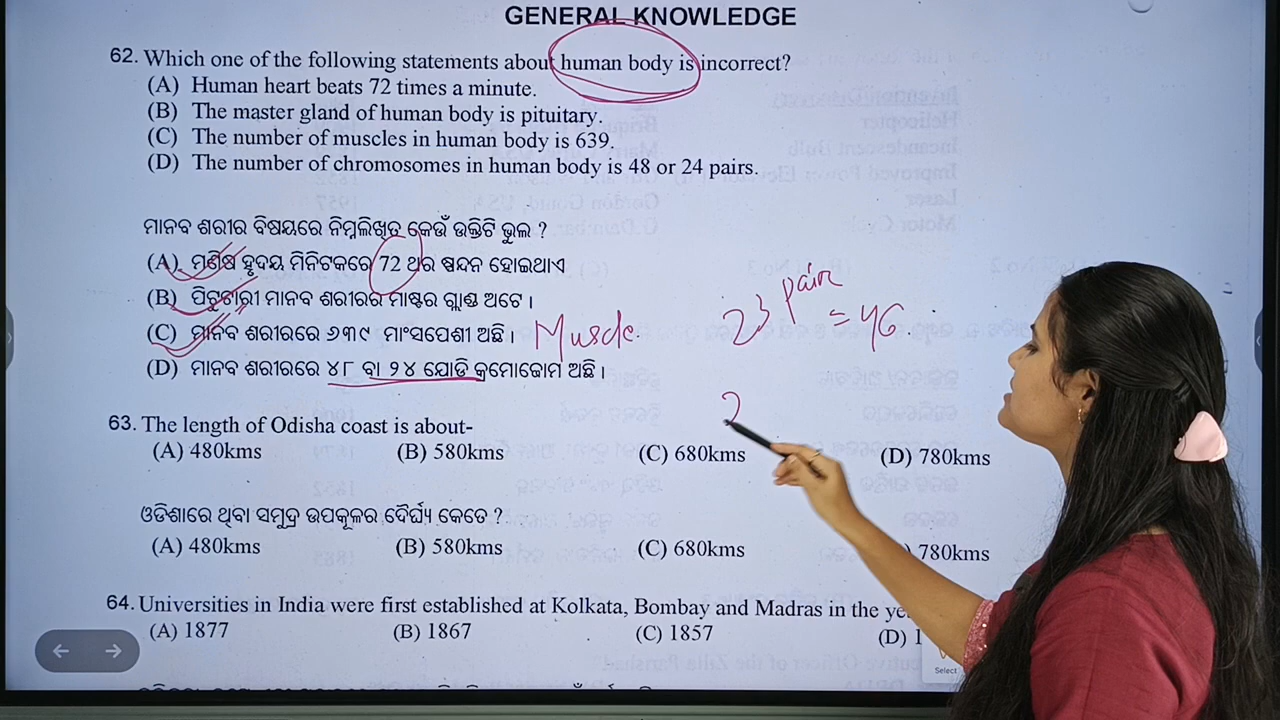 GENERAL KNOWLEDGE
62. Which one of the following statements about human body is incorrect?
(A) Human heart beats 72 times a minute.
(B) The master gland of human body is pituitary.
(C) The number of muscles in human body is 639.
(D) The number of chromosomes in human body is 48 or 24 pairs.
ମାନବ ଶରୀର ବିଷୟରେ ନିମ୍ନଲିଖିତ କେଉଁ ଉକ୍ତିଟି ଭୁଲ ?
(A) ମଣିଷ ହୃଦୟ ମିନିଟକରେ 72 ଥର ଷ୍ପନ୍ଦନ ହୋଇଥାଏ
(B) ପିଟୁଟାରୀ ମାନବ ଶରୀରର ମାଷ୍ଟର ଗ୍ଲାଣ୍ଡ ଅଟେ ।
(C) ମାନବ ଶରୀରରେ ୬୩୯ ମାଂସପେଶୀ ଅଛି । Muscle.
(D) ମାନବ ଶରୀରରେ ୪୮ ବା ୨୪ ଯୋଡି କ୍ରମୋଜୋମ ଅଛି ।
23 pair
= 46
2
63. The length of Odisha coast is about-
(A) 480kms (B) 580kms (C) 680kms (D) 780kms
ଓଡିଶାରେ ଥିବା ସମୁଦ୍ର ଉପକୂଳର ଦୈର୍ଘ୍ୟ କେତେ ?
(A) 480kms (B) 580kms (C) 680kms ) 780kms
64. Universities in India were first established at Kolkata, Bombay and Madras in the
(A) 1877 (B) 1867 (C) 1857 (D) 1
Select